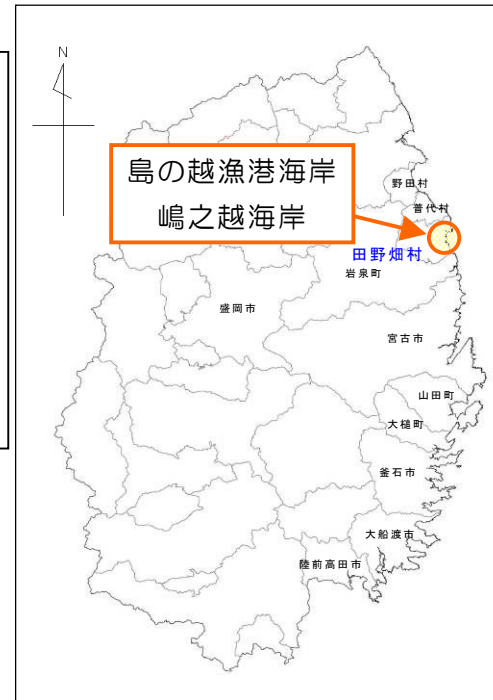 N
島の越漁港海岸
嶋之越海岸
野田村
普代村
田野畑村
岩泉町
盛岡市
宮古市
山田町
大槌町
釜石市
大船渡市
陸前高田市